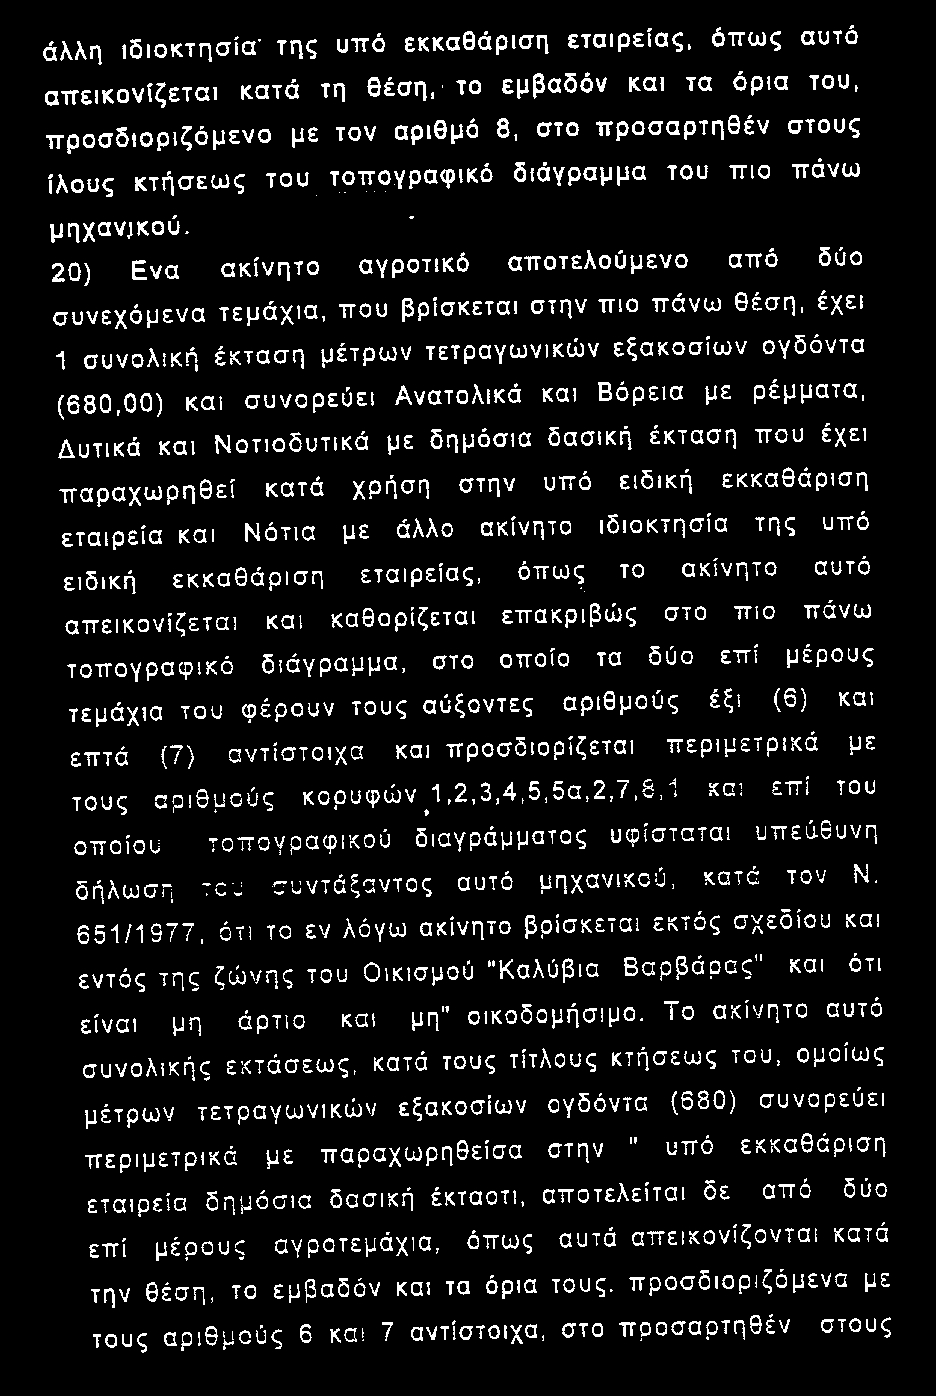 άλλη ιδιοκτησία' της υπό εκκαθάριση εταιρείας, όπως αυτό
απεικονίζεται κατά τη θέση, το εμβαδόν και τα όρια του,
προσδιοριζόμενο με τον αριθμό 8, στο προσαρτηθέν στους
ίλους κτήσεως του τοπογραφικό διάγραμμα του πιο πάνω
μηχανικού.
20) Ενα ακίνητο αγροτικό αποτελούμενο από δύο
συνεχόμενα τεμάχια, που βρίσκεται στην πιο πάνω θέση, έχει
1 συνολική έκταση μέτρων τετραγωνικών εξακοσίων ογδόντα
(680,00) και συνορεύει Ανατολικά και Βόρεια με ρέμματα,
Δυτικά και Νοτιοδυτικά με δημόσια δασική έκταση που έχει
παραχωρηθεί κατά χρήση στην υπό ειδική εκκαθάριση
εταιρεία και Νότια με άλλο ακίνητο ιδιοκτησία της υπό
ειδική εκκαθάριση εταιρείας, όπως το ακίνητο αυτό
απεικονίζεται και καθορίζεται επακριβώς στο πιο πάνω
τοπογραφικό διάγραμμα, στο οποίο τα δύο επί μέρους
τεμάχια του φέρουν τους αύξοντες αριθμούς έξι (6) και
επτά (7) αντίστοιχα και προσδιορίζεται περιμετρικά με
τους αριθμούς κορυφών 1,2,3,4,5,5α,2,7,8,1 και επί του
οποίου τοπογραφικού διαγράμματος υφίσταται υπεύθυνη
δήλωση του συντάξαντος αυτό μηχανικού, κατά τον Ν.
651/1977, ότι το εν λόγω ακίνητο βρίσκεται εκτός σχεδίου και
εντός της ζώνης του Οικισμού "Καλύβια Βαρβάρας" και ότι
είναι μη άρτιο και μη" οικοδομήσιμο. Το ακίνητο αυτό
συνολικής εκτάσεως, κατά τους τίτλους κτήσεως του, ομοίως
μέτρων τετραγωνικών εξακοσίων ογδόντα (680) συνορεύει
περιμετρικά με παραχωρηθείσα στην " υπό εκκαθάριση
εταιρεία δημόσια δασική έκταοτι, αποτελείται δε από δύο
επί μέρους αγροτεμάχια, όπως αυτά απεικονίζονται κατά
την θέση, το εμβαδόν και τα όρια τους, προσδιοριζόμενα με
τους αριθμούς 6 και 7 αντίστοιχα, στο προσαρτηθέν στους